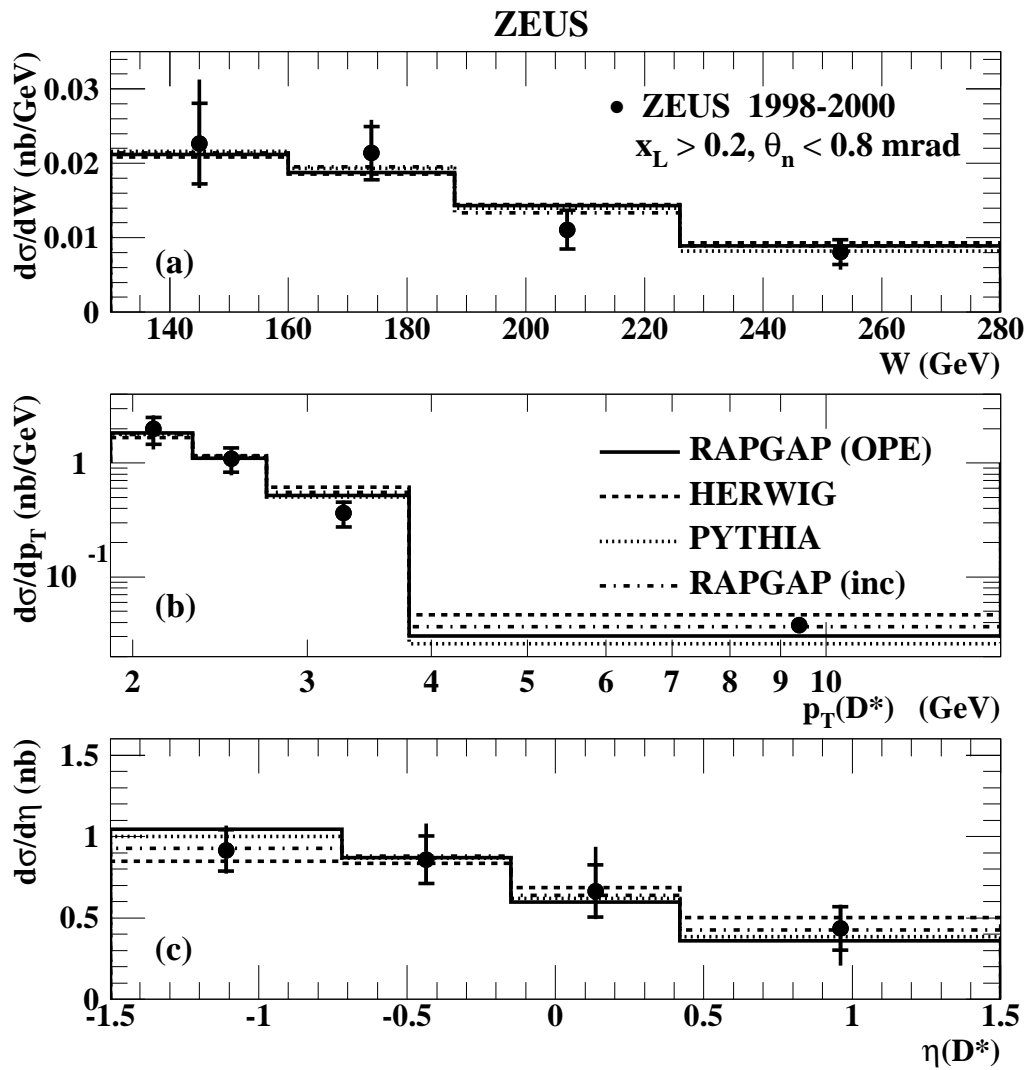 ZEUS
dσ/dW (nb/GeV)
0.03
0.02
0.01
0
● ZEUS 1998-2000
x_L > 0.2, θ_n < 0.8 mrad
(a)
140 160 180 200 220 240 260 280
W (GeV)
dσ/dp_T (nb/GeV)
1
10^-1
RAPGAP (OPE)
HERWIG
PYTHIA
RAPGAP (inc)
(b)
2 3 4 5 6 7 8 9 10
p_T(D*) (GeV)
dσ/dη (nb)
1.5
1
0.5
0
(c)
-1.5 -1 -0.5 0 0.5 1 1.5
η(D*)